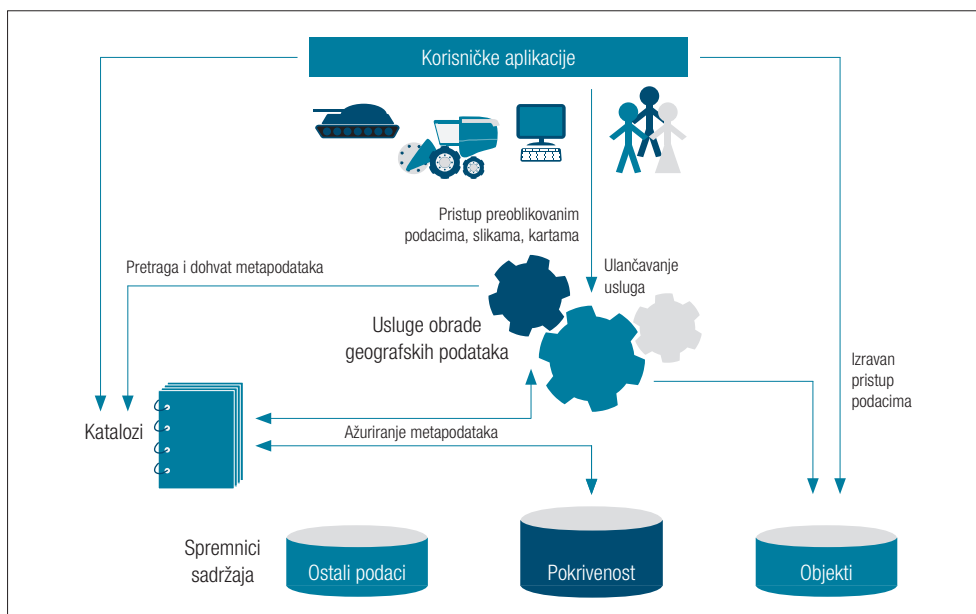 Korisničke aplikacije
Pristup preoblikovanim
podacima, slikama, kartama
Pretraga i dohvat metapodataka
Ulančavanje
usluga
Usluge obrade
geografskih podataka
Izravan
pristup
podacima
Katalozi
Ažuriranje metapodataka
Spremnici
sadržaja
Ostali podaci
Pokrivenost
Objekti